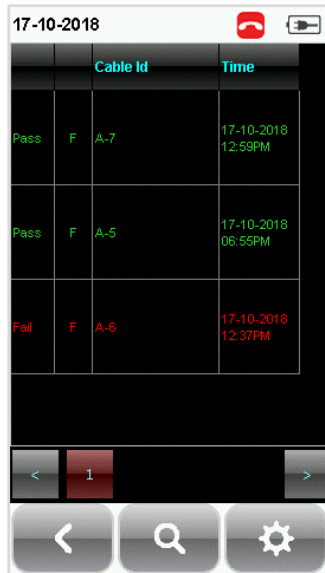 17-10-2018
Cable Id Time
Pass F A-7 17-10-2018
12:59PM
Pass F A-5 17-10-2018
06:55PM
Fail F A-6 17-10-2018
12:37PM
< 1 >